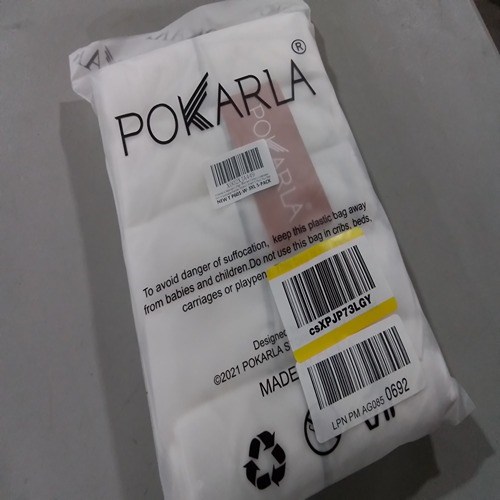 POKARLA®
POKARLA
To avoid danger of suffocation, keep this plastic bag away
from babies and children.Do not use this bag in cribs, beds,
carriages or playpen
csXPJP73LGY
Designed
©2021 POKARLA S
MADE
LPN PM AG085 0692